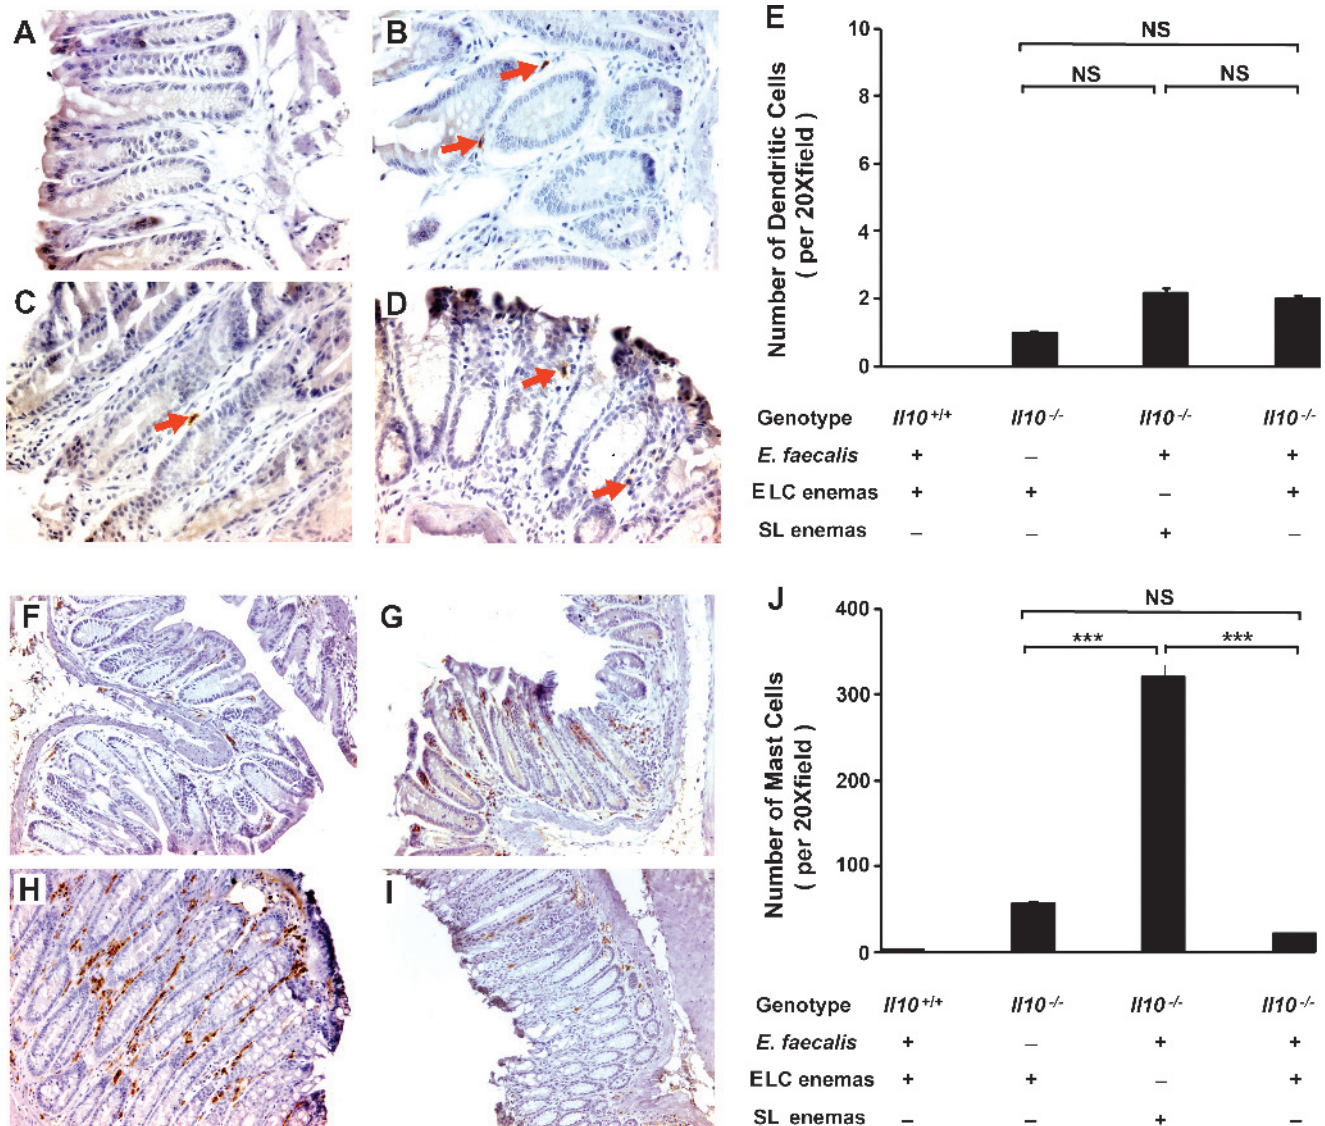 A
B
C
D
E
NS
NS
NS
Number of Dendritic Cells
( per 20Xfield )
10
8
6
4
2
0
Genotype Il10 +/+ Il10 -/- Il10 -/- Il10 -/-
E. faecalis + – + +
ELC enemas + + – +
SL enemas – – + –
F
G
H
I
J
NS
*** ***
Number of Mast Cells
( per 20Xfield )
400
300
200
100
0
Genotype Il10 +/+ Il10 -/- Il10 -/- Il10 -/-
E. faecalis + – + +
ELC enemas + + – +
SL enemas – – + –